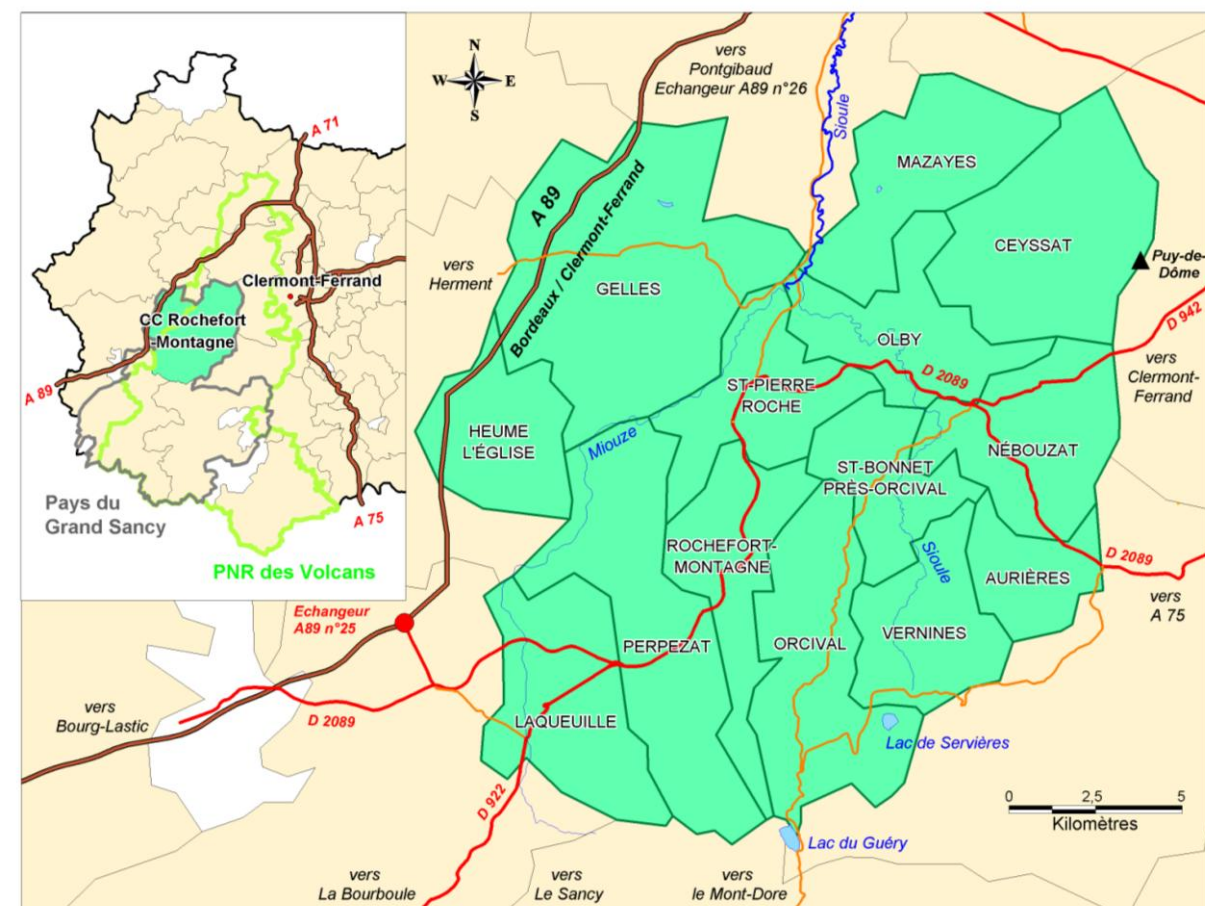 A 71
Clermont-Ferrand
CC Rochefort
-Montagne
A 89
Pays du
Grand Sancy
A 75
PNR des Volcans
N
W E
S
vers
Pontgibaud
Echangeur A89 n°26
Sioule
MAZAYES
CEYSSAT
Puy-de-
Dôme
A 89
Bordeaux / Clermont-Ferrand
vers
Herment
GELLES
D 942
OLBY
D 2089
vers
Clermont-
Ferrand
ST-PIERRE
ROCHE
HEUME
L'ÉGLISE
Miouze
NÉBOUZAT
ST-BONNET
PRÈS-ORCIVAL
ROCHEFORT-
MONTAGNE
Sioule
AURIÈRES
D 2089
vers
A 75
Echangeur
A89 n°25
PERPEZAT
ORCIVAL
VERNINES
vers
Bourg-Lastic
D 2089
LAQUEUILLE
Lac de Servières
D 922
0 2,5 5
Kilomètres
Lac du Guéry
vers
La Bourboule
vers
Le Sancy
vers
le Mont-Dore